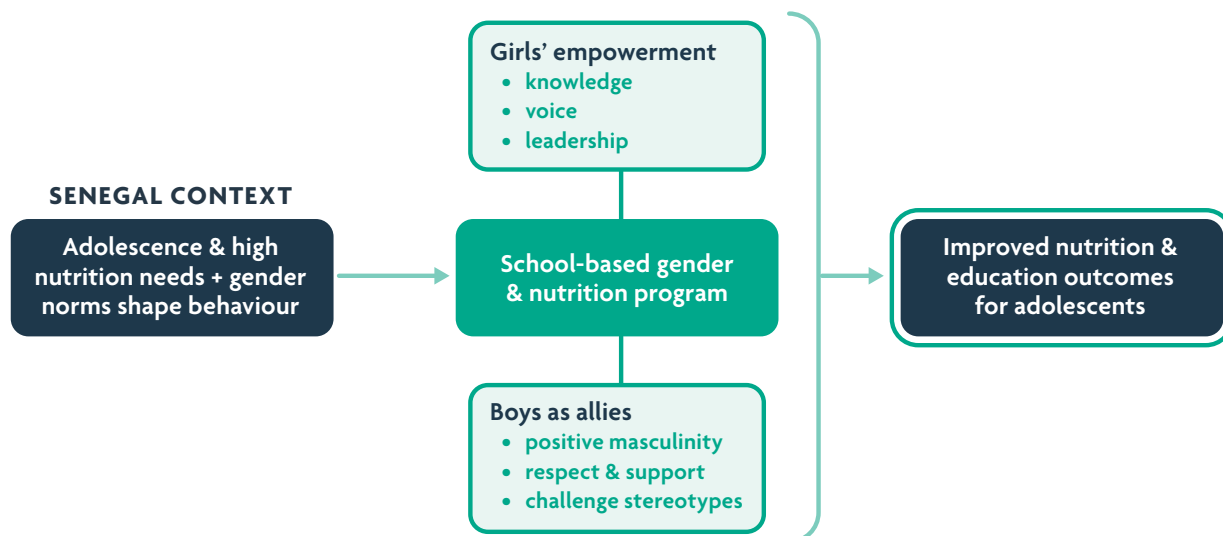 SENEGAL CONTEXT
Adolescence & high
nutrition needs + gender
norms shape behaviour
Girls’ empowerment
• knowledge
• voice
• leadership
School-based gender
& nutrition program
Boys as allies
• positive masculinity
• respect & support
• challenge stereotypes
Improved nutrition &
education outcomes
for adolescents